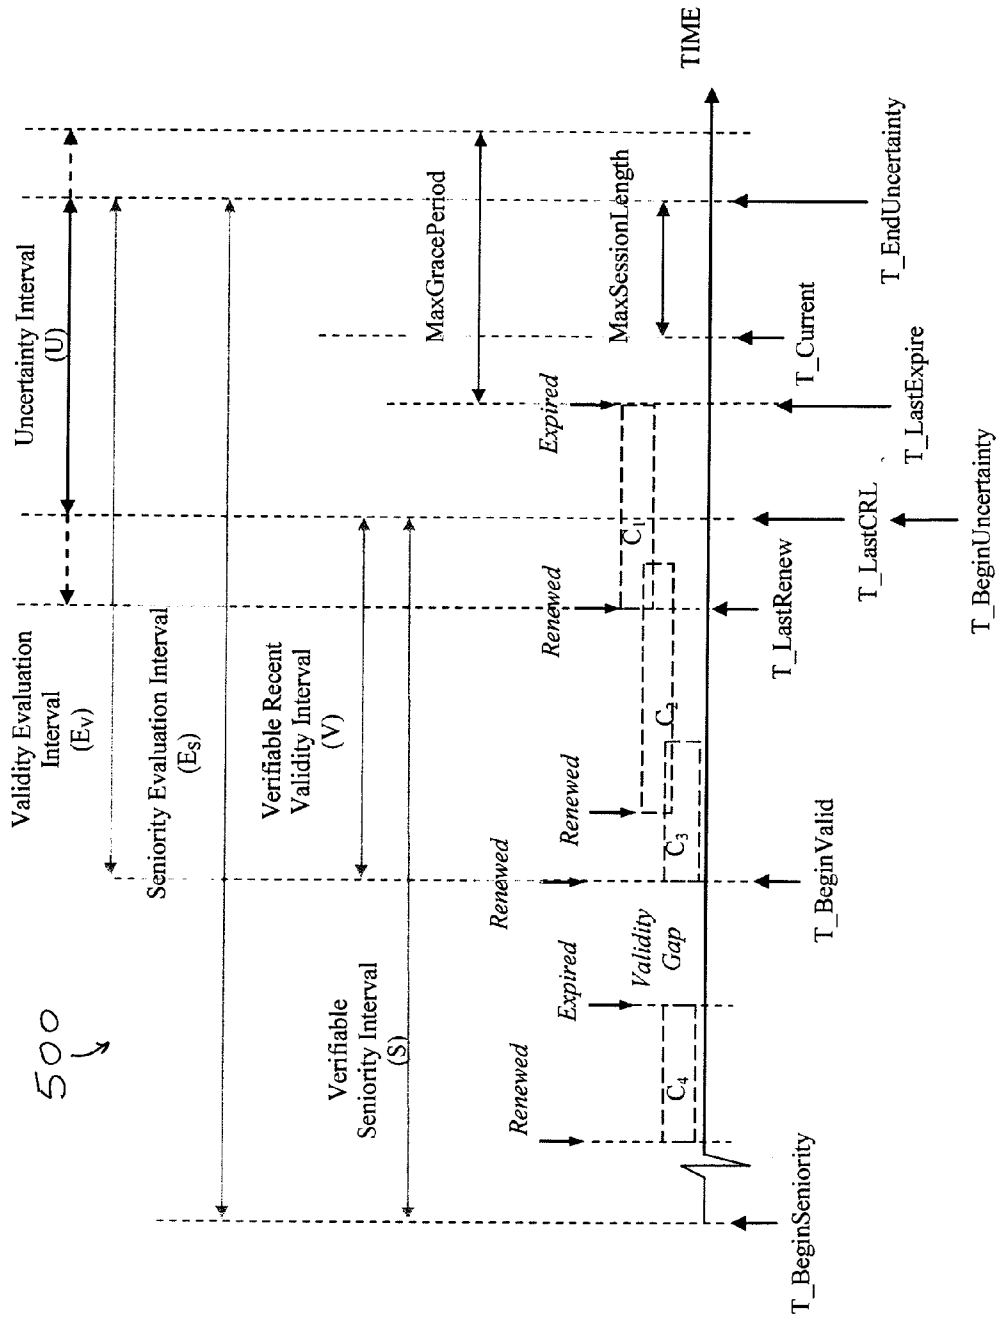 500
Uncertainty Interval
(U)
Validity Evaluation
Interval
(Ev)
Seniority Evaluation Interval
(Es)
Verifiable Recent
Validity Interval
(V)
Verifiable
Seniority Interval
(S)
MaxGracePeriod
MaxSessionLength
Renewed
Expired
Renewed
Renewed
Renewed
Expired
Validity
Gap
C4
C3
C2
C1
TIME
T_BeginSeniority
T_BeginValid
T_LastRenew
T_LastCRL
T_BeginUncertainty
T_LastExpire
T_Current
T_EndUncertainty